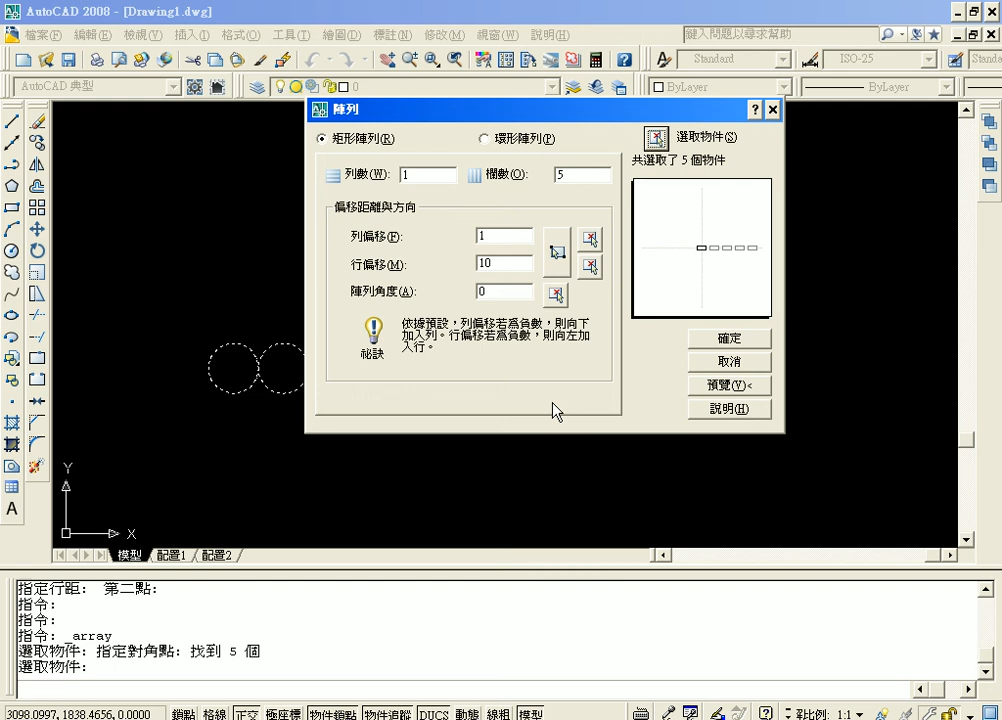 AutoCAD 2008 - [Drawing1.dwg]
檔案(F) 編輯(E) 檢視(V) 插入(I) 格式(O) 工具(T) 繪圖(D) 標註(N) 修改(M) 視窗(W) 說明(H) 鍵入問題以尋求幫助
Standard ISO-25 Standa
AutoCAD 典型 0 ByLayer ByLayer
陣列
矩形陣列(R) 環形陣列(P) 選取物件(S)
共選取了 5 個物件
列數(W): 1 欄數(O): 5
偏移距離與方向
列偏移(F): 1
行偏移(M): 10
陣列角度(A): 0
依據預設，列偏移若為負數，則向下
加入列。行偏移若為負數，則向左加
入行。
祕訣
確定
取消
預覽(V)<
說明(H)
Y
X
模型 配置1 配置2
指定行距: 第二點:
指令:
指令:
指令: _array
選取物件: 指定對角點: 找到 5 個
選取物件:
3098.0997, 1838.4656, 0.0000 鎖點 格線 正交 極座標 物件鎖點 物件追蹤 DUCS 動態 線粗 模型 1:1